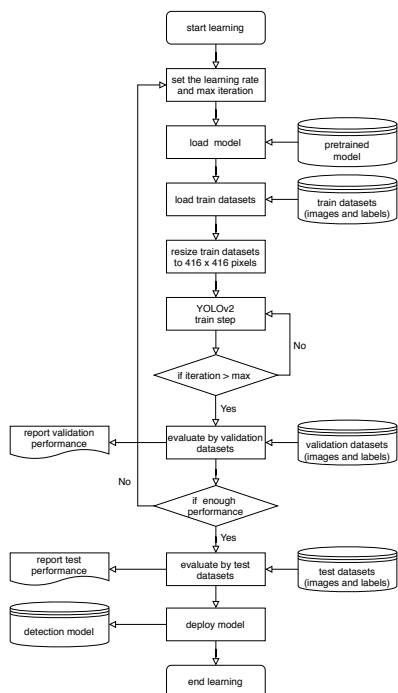 start learning
set the learning rate
and max iteration
load model
pretrained
model
load train datasets
train datasets
(images and labels)
resize train datasets
to 416 x 416 pixels
YOLOv2
train step
No
if iteration > max
Yes
report validation
performance
evaluate by validation
datasets
validation datasets
(images and labels)
No
if enough
performance
Yes
report test
performance
evaluate by test
datasets
test datasets
(images and labels)
detection model
deploy model
end learning